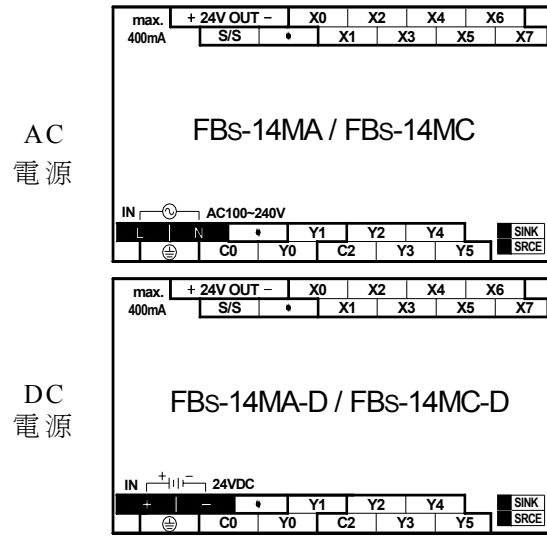 max. + 24V OUT − X0 X2 X4 X6
400mA S/S • X1 X3 X5 X7
AC
電源
FBs-14MA / FBs-14MC
IN AC100~240V
L N • Y1 Y2 Y4 SINK
C0 Y0 C2 Y3 Y5 SRCE
max. + 24V OUT − X0 X2 X4 X6
400mA S/S • X1 X3 X5 X7
DC
電源
FBs-14MA-D / FBs-14MC-D
IN + − 24VDC
+ − • Y1 Y2 Y4 SINK
C0 Y0 C2 Y3 Y5 SRCE